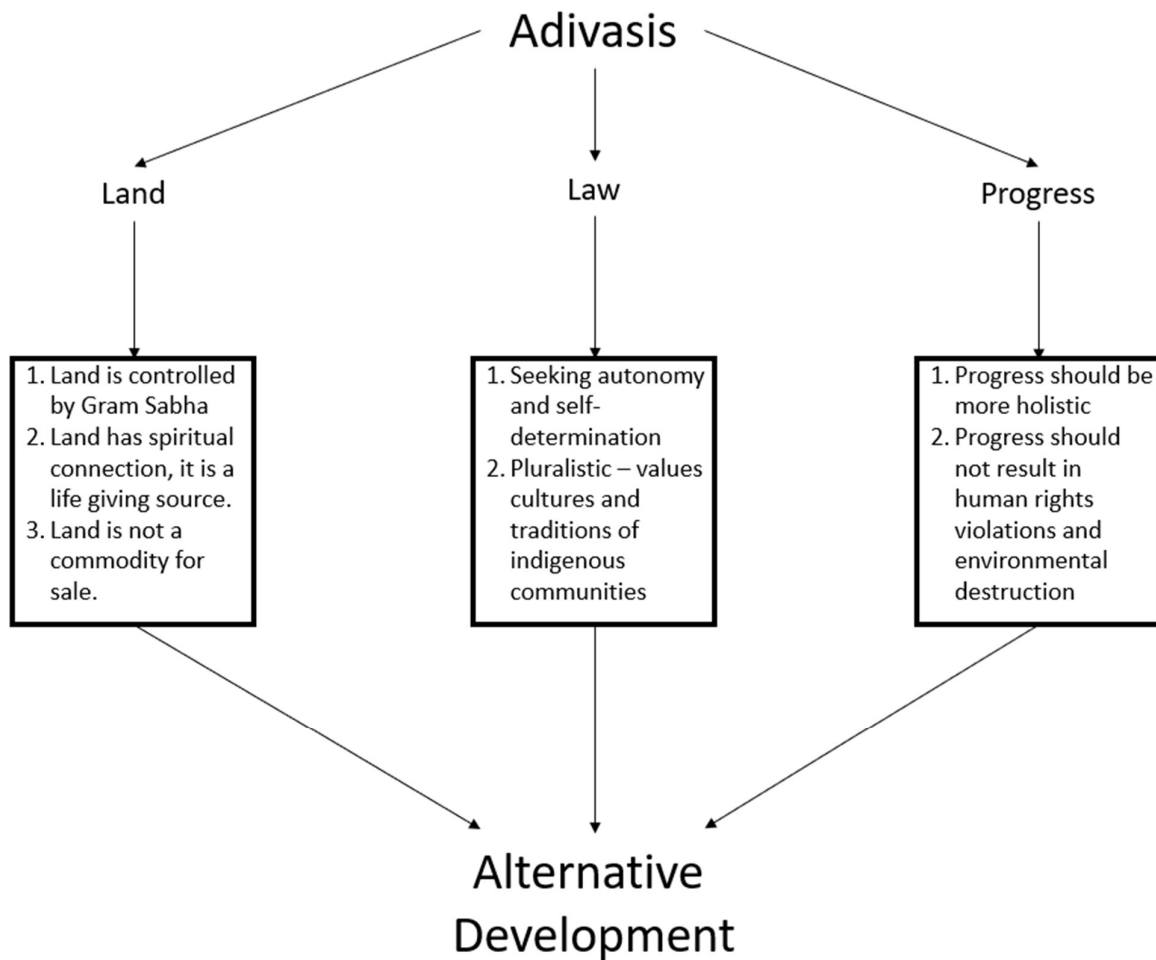 Adivasis
Land
Law
Progress
1. Land is controlled
by Gram Sabha
2. Land has spiritual
connection, it is a
life giving source.
3. Land is not a
commodity for
sale.
1. Seeking autonomy
and self-
determination
2. Pluralistic – values
cultures and
traditions of
indigenous
communities
1. Progress should be
more holistic
2. Progress should
not result in
human rights
violations and
environmental
destruction
Alternative
Development